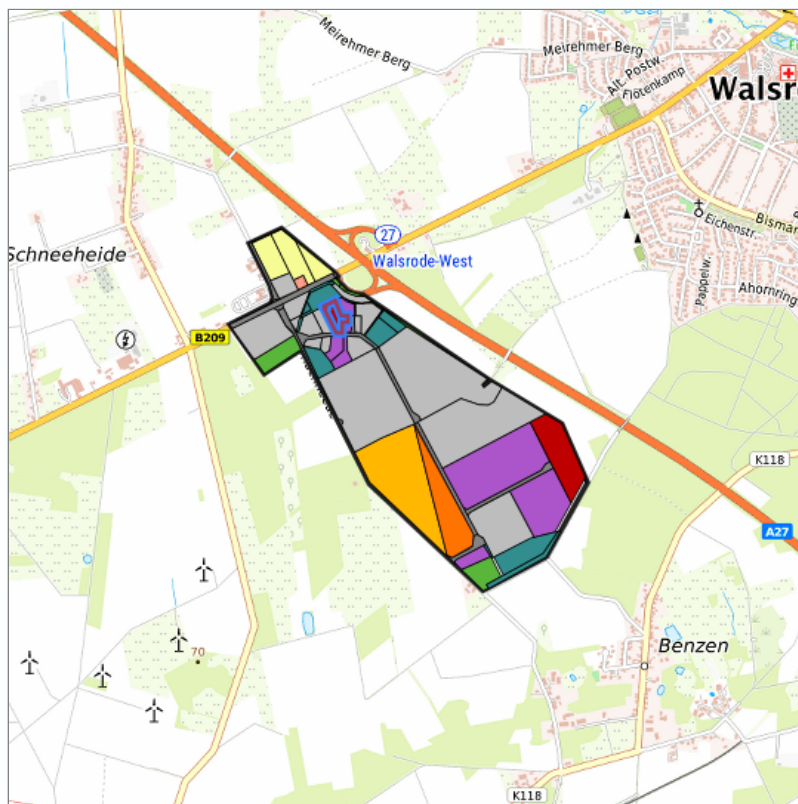 Meirehmer Berg
Meirehmer Berg
Alt. Postw.
Flötenkamp
Walsr
27
Walsrode-West
Eichenstr.
Bismar
Schneeheide
Pappelw.
Ahornring
B209
K118
A27
70
Benzen
K118